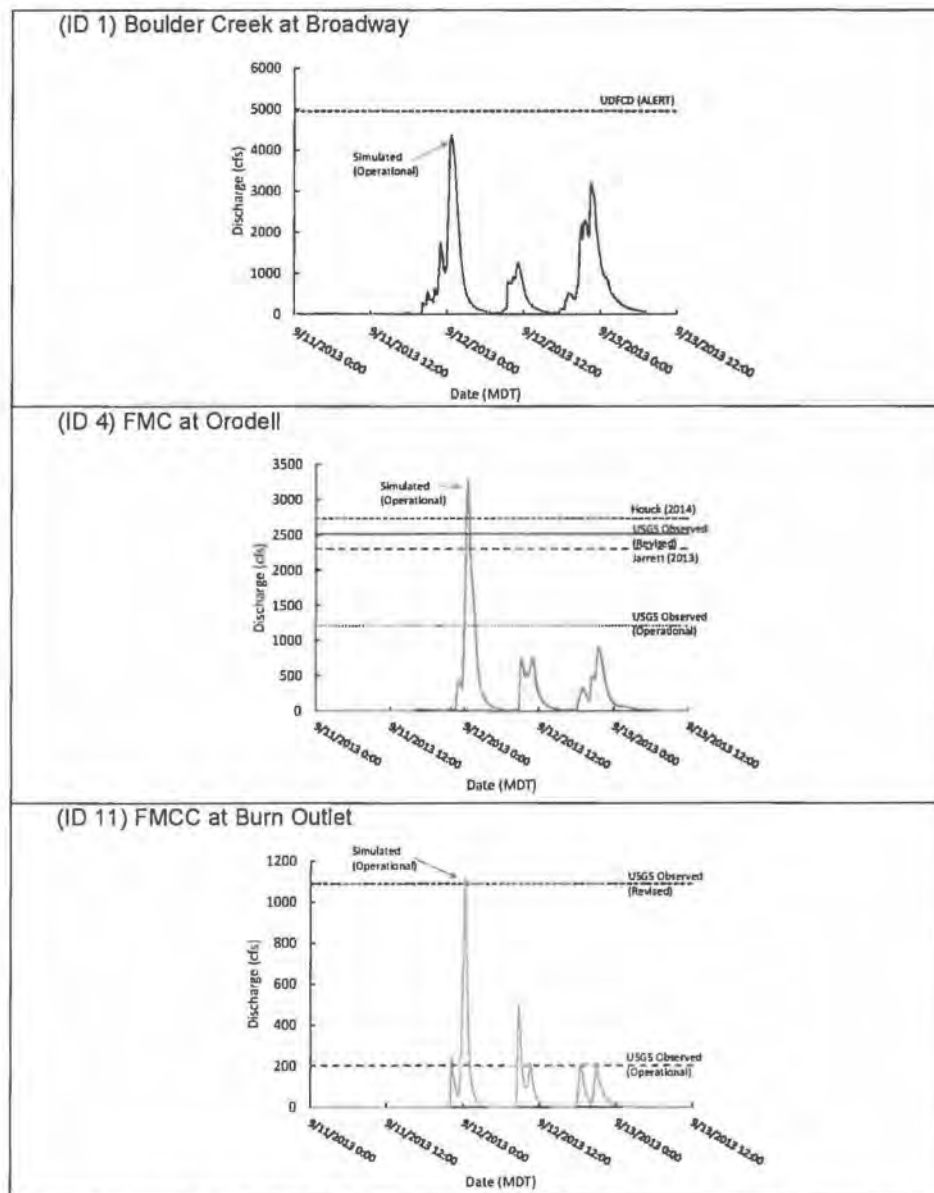 (ID 1) Boulder Creek at Broadway
6000
5000
4000
3000
2000
1000
0
Discharge (cfs)
UDFCD (ALERT)
Simulated
(Operational)
9/11/2013 0:00
9/11/2013 12:00
9/12/2013 0:00
9/12/2013 12:00
9/13/2013 0:00
9/13/2013 12:00
Date (MDT)
(ID 4) FMC at Orodell
3500
3000
2500
2000
1500
1000
500
0
Discharge (cfs)
Simulated
(Operational)
Houck (2014)
USGS Observed
(Revised)
Jarrett (2013)
USGS Observed
(Operational)
9/11/2013 0:00
9/11/2013 12:00
9/12/2013 0:00
9/12/2013 12:00
9/13/2013 0:00
9/13/2013 12:00
Date (MDT)
(ID 11) FMCC at Burn Outlet
1200
1000
800
600
400
200
0
Discharge (cfs)
Simulated
(Operational)
USGS Observed
(Revised)
USGS Observed
(Operational)
9/11/2013 0:00
9/11/2013 12:00
9/12/2013 0:00
9/12/2013 12:00
9/13/2013 0:00
9/13/2013 12:00
Date (MDT)